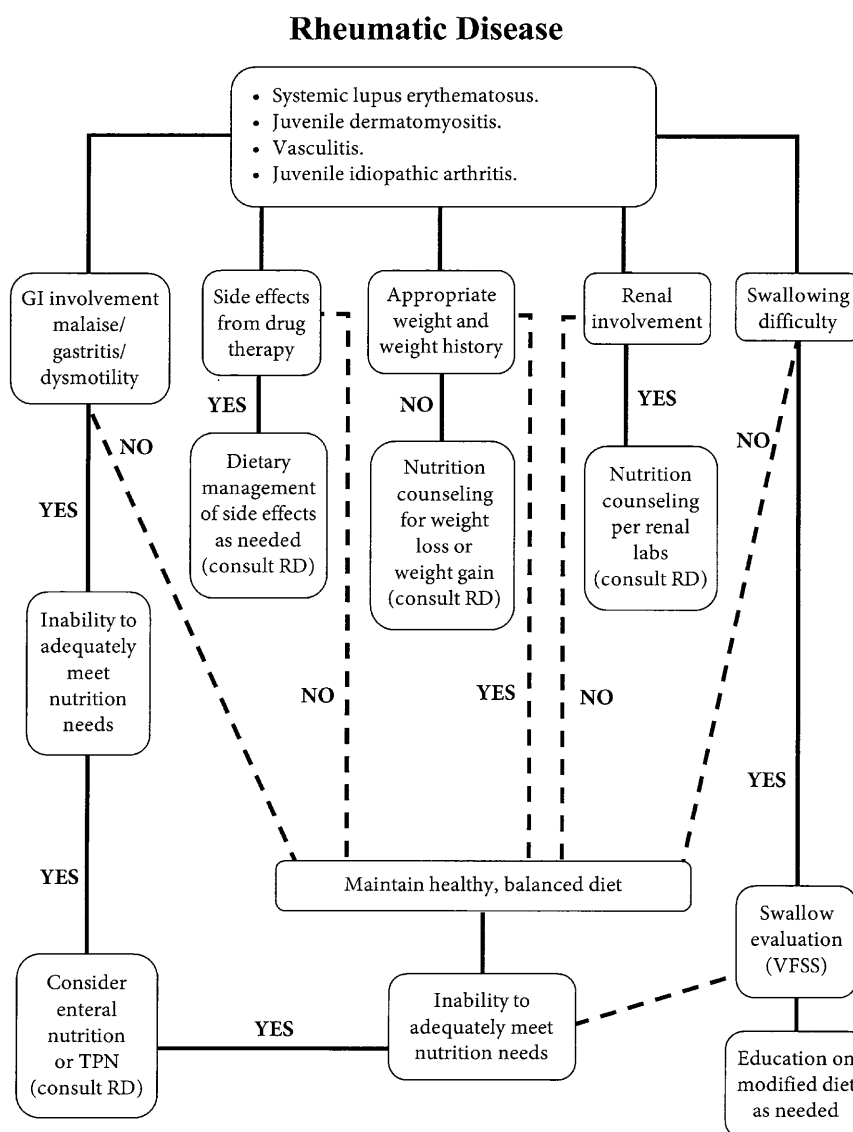 Rheumatic Disease
• Systemic lupus erythematosus.
• Juvenile dermatomyositis.
• Vasculitis.
• Juvenile idiopathic arthritis.
GI involvement
malaise/
gastritis/
dysmotility
Side effects
from drug
therapy
Appropriate
weight and
weight history
Renal
involvement
Swallowing
difficulty
YES
NO
YES
NO
YES
NO
Dietary
management
of side effects
as needed
(consult RD)
Nutrition
counseling
for weight
loss or
weight gain
(consult RD)
Nutrition
counseling
per renal
labs
(consult RD)
YES
Inability to
adequately
meet
nutrition
needs
NO
YES
NO
YES
YES
Maintain healthy, balanced diet
Swallow
evaluation
(VFSS)
Consider
enteral
nutrition
or TPN
(consult RD)
YES
Inability to
adequately meet
nutrition needs
Education on
modified diet
as needed